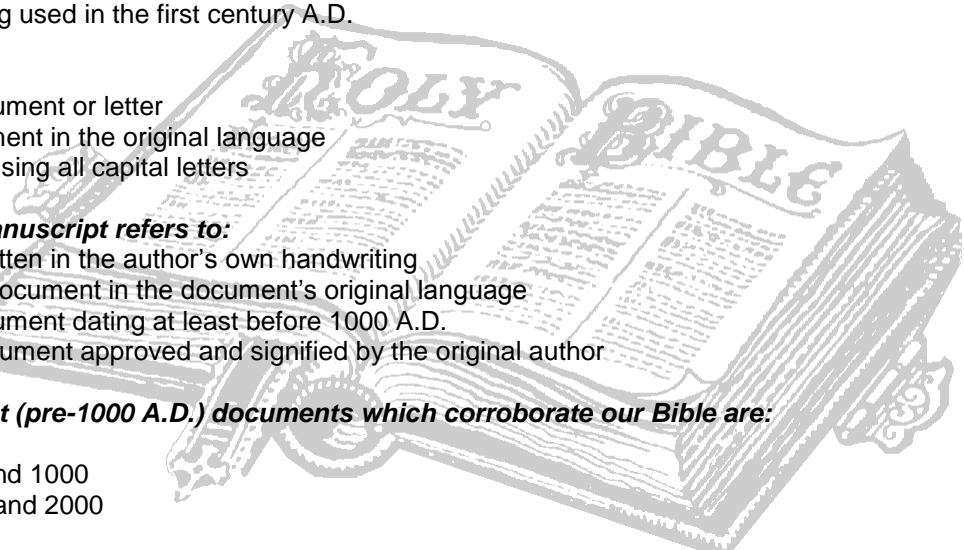 g used in the first century A.D.
ument or letter
ment in the original language
sing all capital letters
anuscript refers to:
tten in the author’s own handwriting
document in the document’s original language
ument dating at least before 1000 A.D.
cument approved and signified by the original author
t (pre-1000 A.D.) documents which corroborate our Bible are:
nd 1000
and 2000
HOLY
BIBLE